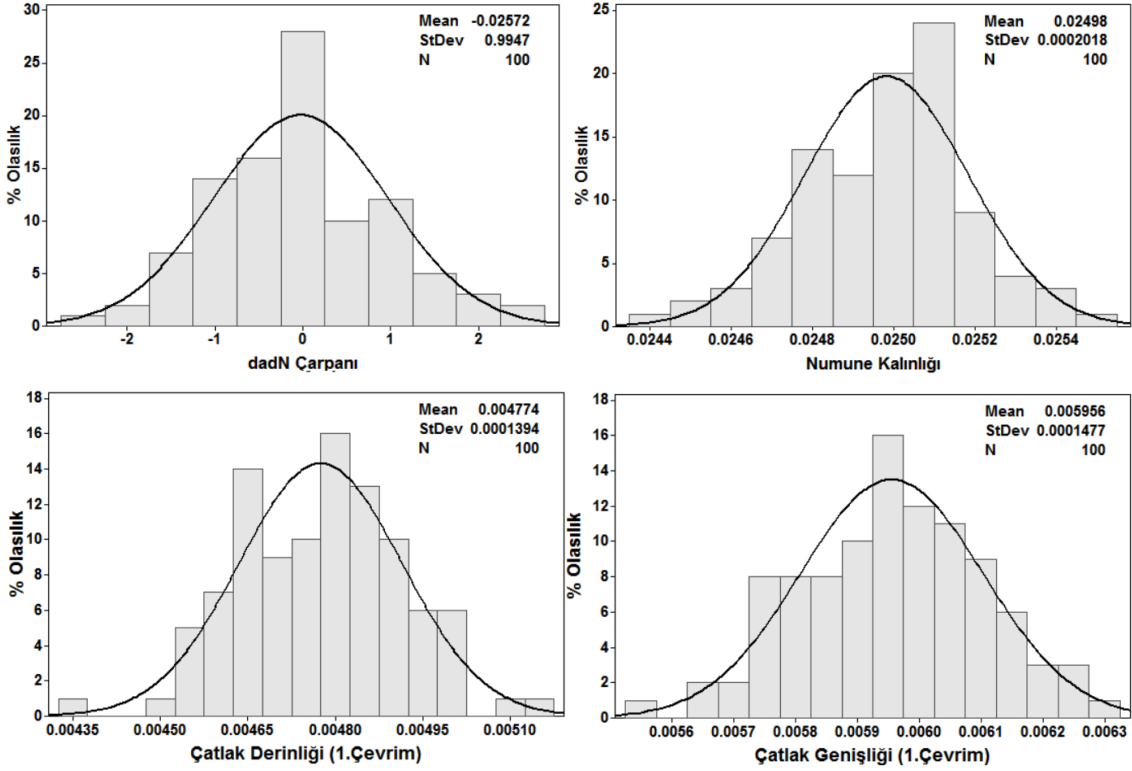 Mean -0.02572
StDev 0.9947
N 100
% Olasılık
30
25
20
15
10
5
0
-2 -1 0 1 2
dadN Çarpanı
Mean 0.02498
StDev 0.0002018
N 100
% Olasılık
25
20
15
10
5
0
0.0244 0.0246 0.0248 0.0250 0.0252 0.0254
Numune Kalınlığı
Mean 0.004774
StDev 0.0001394
N 100
% Olasılık
18
16
14
12
10
8
6
4
2
0
0.00435 0.00450 0.00465 0.00480 0.00495 0.00510
Çatlak Derinliği (1.Çevrim)
Mean 0.005956
StDev 0.0001477
N 100
% Olasılık
18
16
14
12
10
8
6
4
2
0
0.0056 0.0057 0.0058 0.0059 0.0060 0.0061 0.0062 0.0063
Çatlak Genişliği (1.Çevrim)